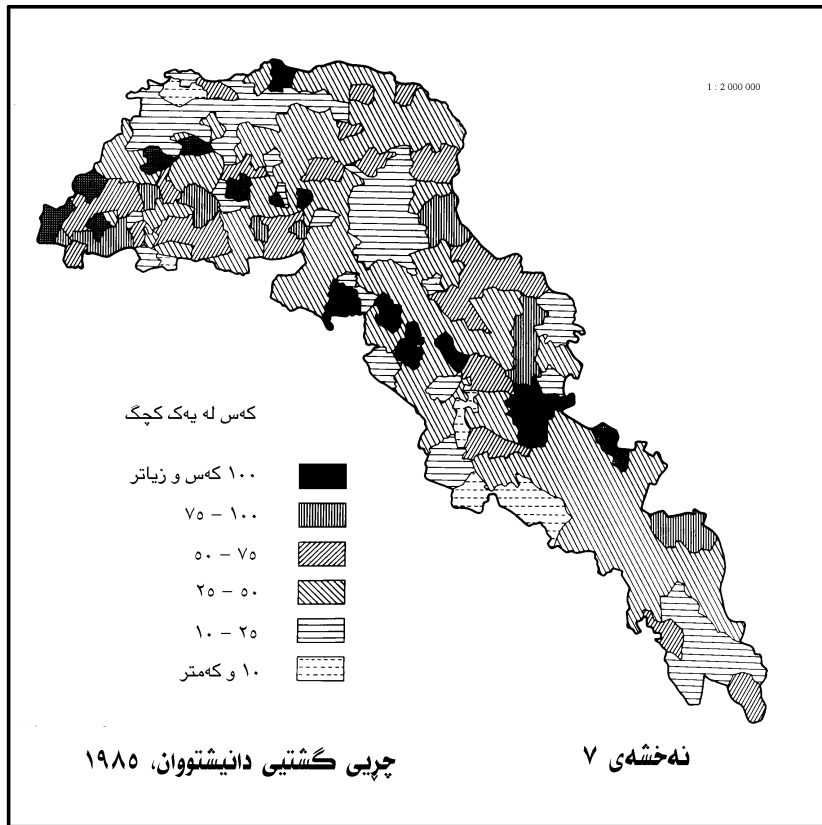 1 : 2 000 000
کەس لە یەک کچگ
١٠٠ کەس و زیاتر
٧٥ – ١٠٠
٥٠ – ٧٥
٢٥ – ٥٠
١٠ – ٢٥
١٠ و کەمتر
نەخشەی ٧
چڕیی گشتیی دانیشتووان، ١٩٨٥